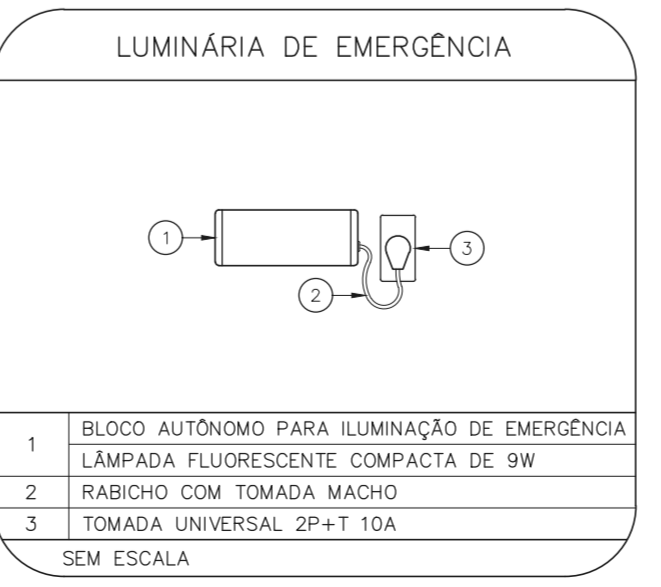 LUMINÁRIA DE EMERGÊNCIA
1
3
2
1
BLOCO AUTÔNOMO PARA ILUMINAÇÃO DE EMERGÊNCIA
LÂMPADA FLUORESCENTE COMPACTA DE 9W
2 RABICHO COM TOMADA MACHO
3 TOMADA UNIVERSAL 2P+T 10A
SEM ESCALA